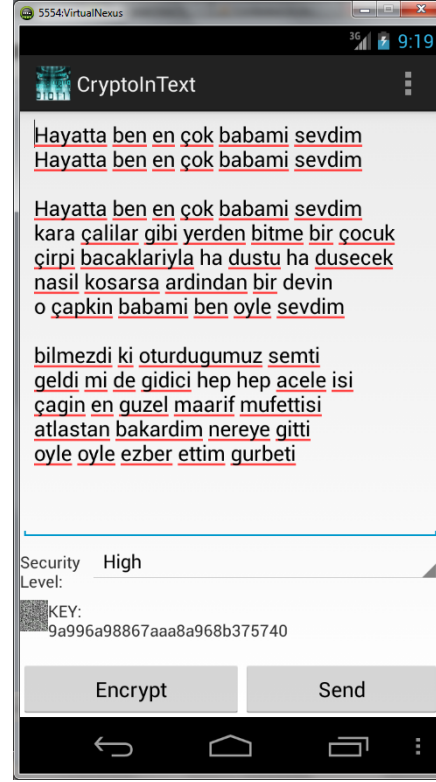 5554:VirtualNexus
3G 9:19
CryptoInText
Hayatta ben en çok babami sevdim
Hayatta ben en çok babami sevdim
Hayatta ben en çok babami sevdim
kara çalilar gibi yerden bitme bir çocuk
çirpi bacaklariyla ha dustu ha dusecek
nasil kosarsa ardindan bir devin
o çapkin babami ben oyle sevdim
bilmezdi ki oturdugumuz semti
geldi mi de gidici hep hep acele isi
çagin en guzel maarif mufettisi
atlastan bakardim nereye gitti
oyle oyle ezber ettim gurbeti
Security Level: High
KEY:
9a996a98867aaa8a968b375740
Encrypt Send